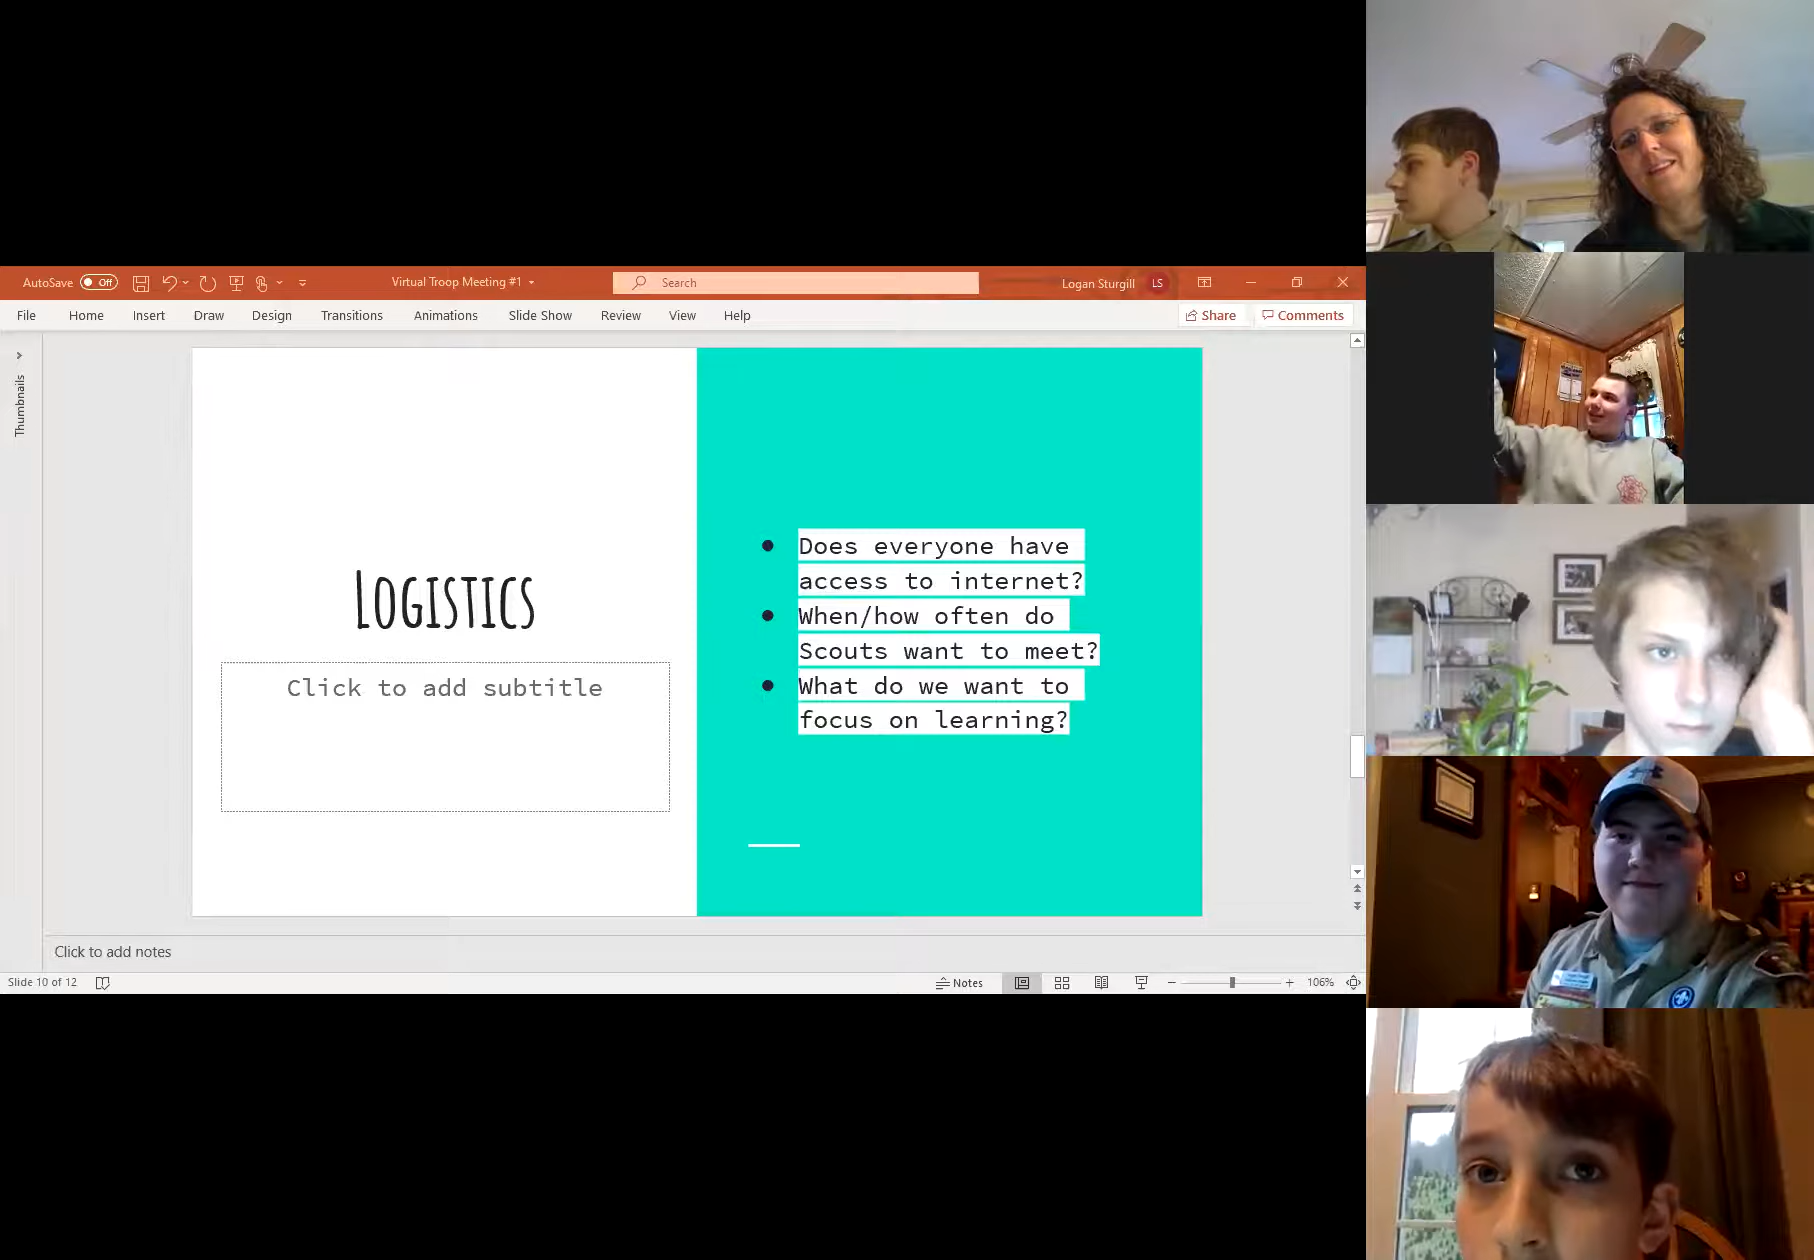 AutoSave Off
Virtual Troop Meeting #1
Search
Logan Sturgill LS
File Home Insert Draw Design Transitions Animations Slide Show Review View Help
Share Comments
Thumbnails
Logistics
Click to add subtitle
● Does everyone have
access to internet?
● When/how often do
Scouts want to meet?
● What do we want to
focus on learning?
Click to add notes
Slide 10 of 12
Notes
106%